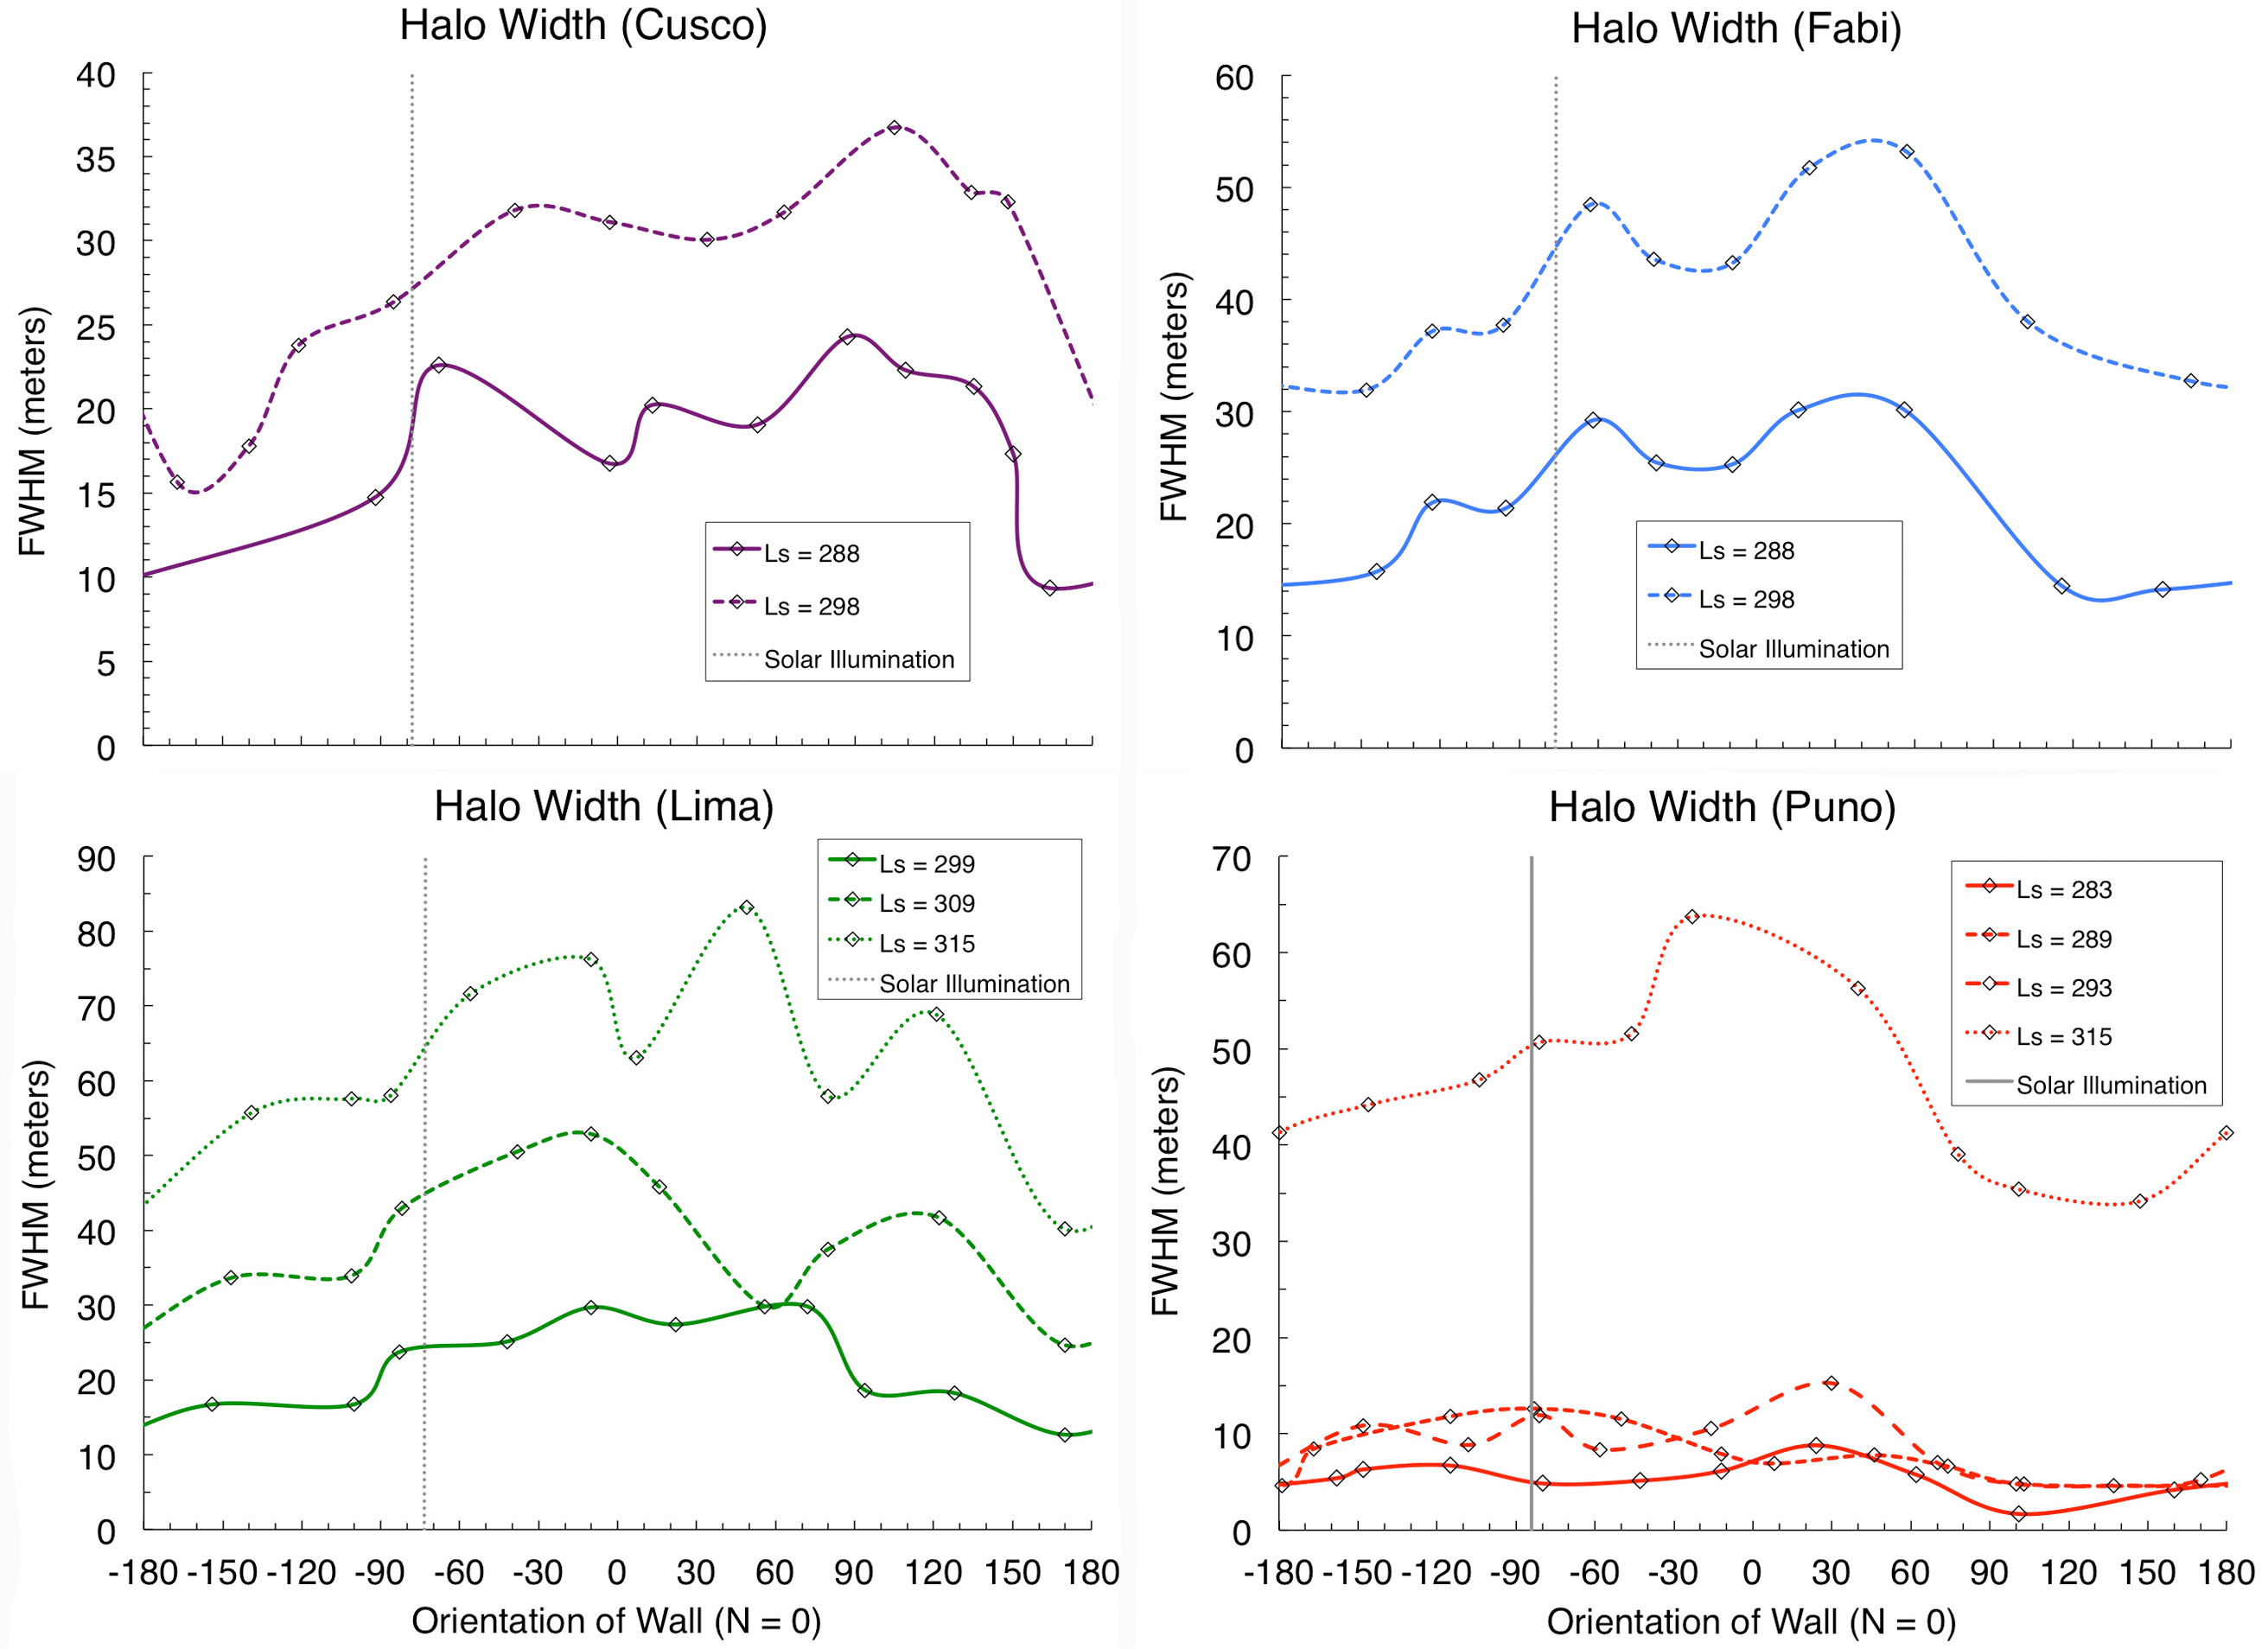 Halo Width (Cusco)
40
35
30
25
20
15
10
5
0
FWHM (meters)
Ls = 288
Ls = 298
Solar Illumination
Halo Width (Fabi)
60
50
40
30
20
10
0
FWHM (meters)
Ls = 288
Ls = 298
Solar Illumination
Halo Width (Lima)
90
80
70
60
50
40
30
20
10
0
FWHM (meters)
Ls = 299
Ls = 309
Ls = 315
Solar Illumination
-180 -150 -120 -90 -60 -30 0 30 60 90 120 150 180
Orientation of Wall (N = 0)
Halo Width (Puno)
70
60
50
40
30
20
10
0
FWHM (meters)
Ls = 283
Ls = 289
Ls = 293
Ls = 315
Solar Illumination
-180 -150 -120 -90 -60 -30 0 30 60 90 120 150 180
Orientation of Wall (N = 0)